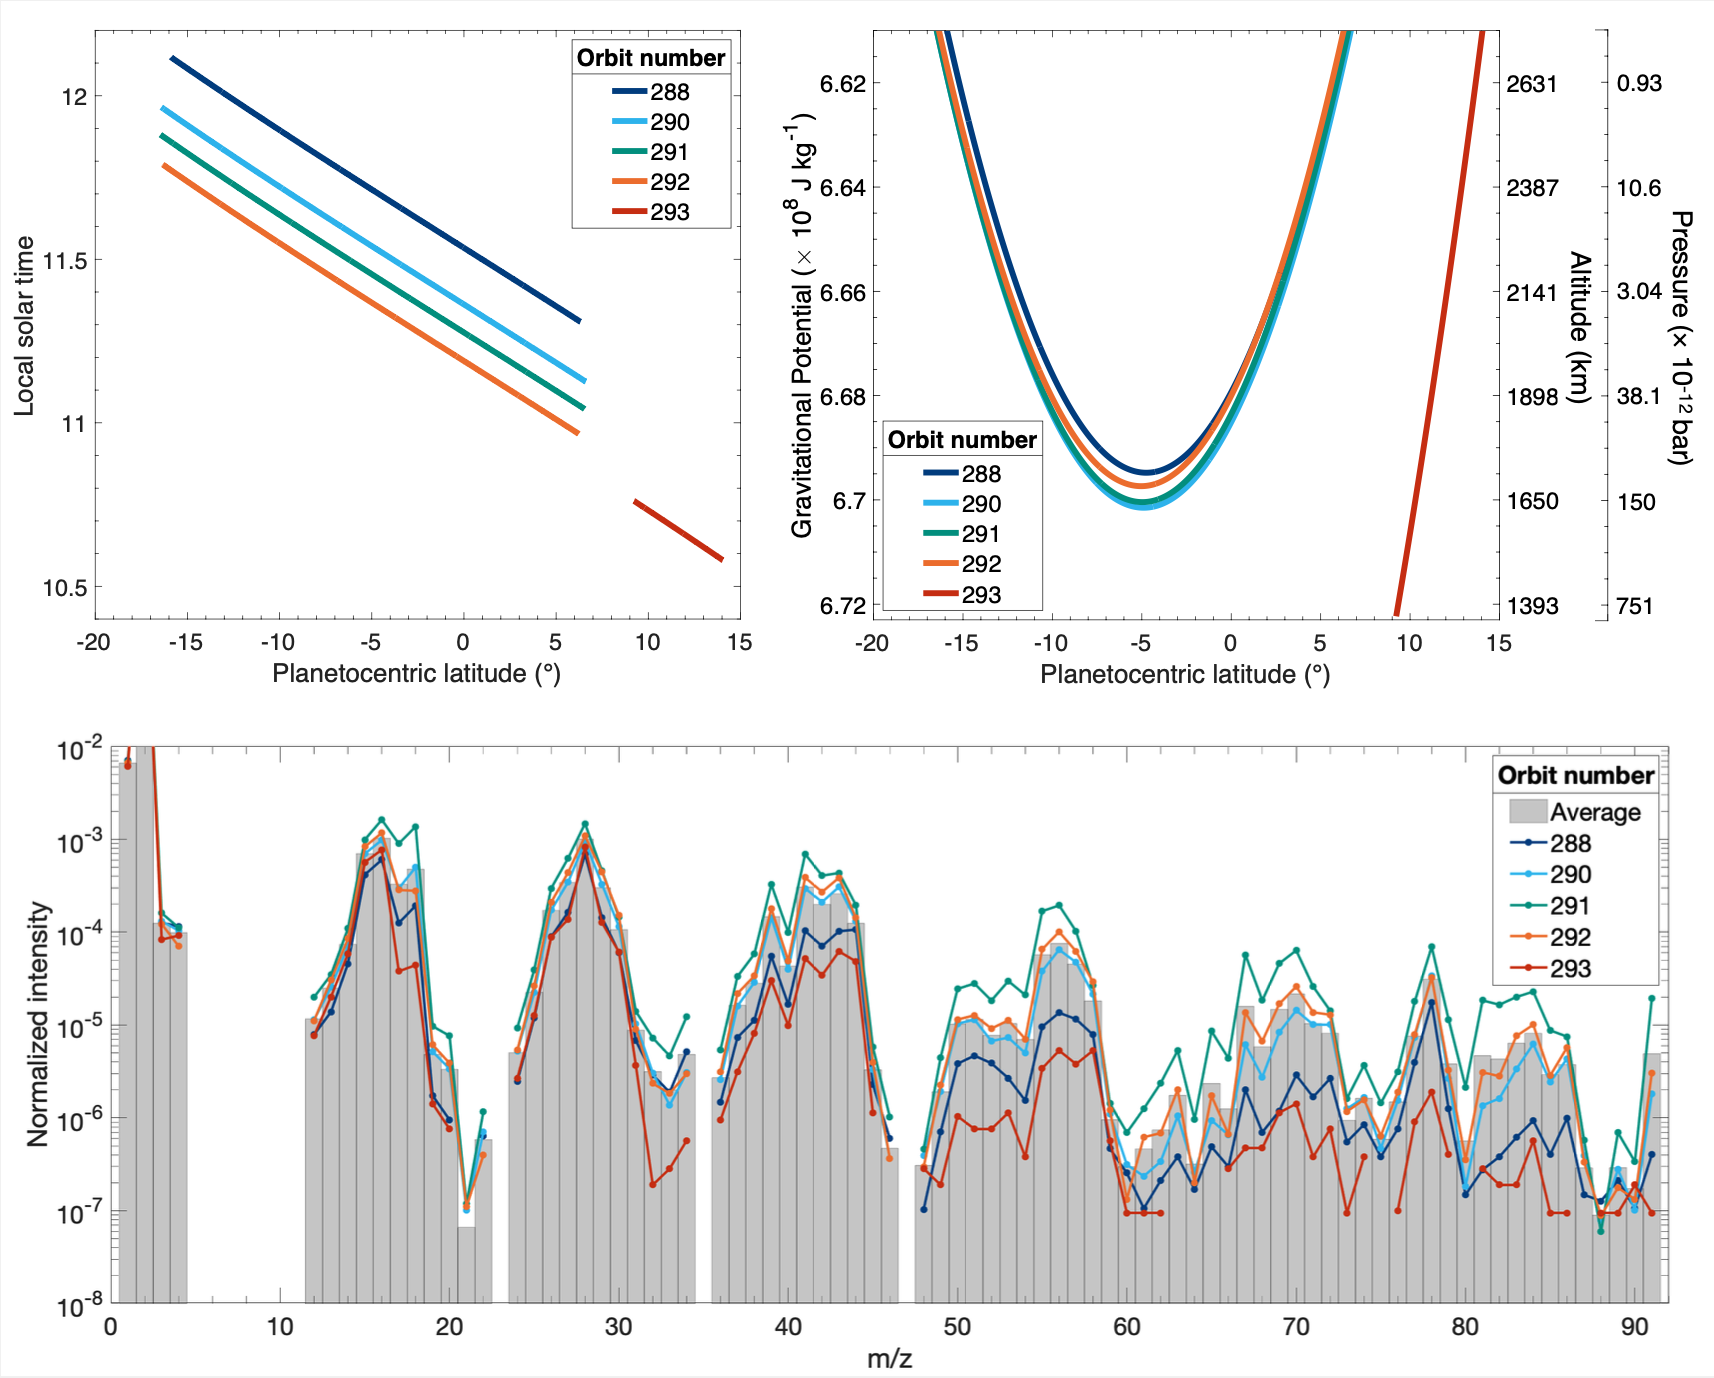 Orbit number
288
290
291
292
293
12
11.5
11
10.5
Local solar time
-20 -15 -10 -5 0 5 10 15
Planetocentric latitude (°)
6.62
6.64
6.66
6.68
6.7
6.72
Gravitational Potential (× 10⁸ J kg⁻¹)
Orbit number
288
290
291
292
293
-20 -15 -10 -5 0 5 10 15
Planetocentric latitude (°)
2631
2387
2141
1898
1650
1393
Altitude (km)
0.93
10.6
3.04
38.1
150
751
Pressure (× 10⁻¹² bar)
10⁻²
10⁻³
10⁻⁴
10⁻⁵
10⁻⁶
10⁻⁷
10⁻⁸
Normalized intensity
Orbit number
Average
288
290
291
292
293
0 10 20 30 40 50 60 70 80 90
m/z